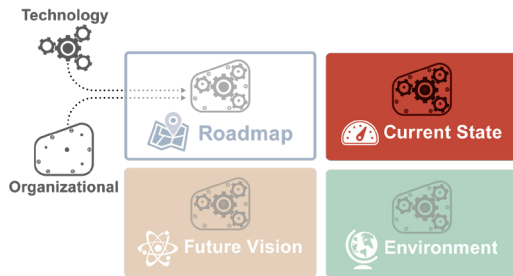 Technology
Roadmap
Current State
Organizational
Future Vision
Environment